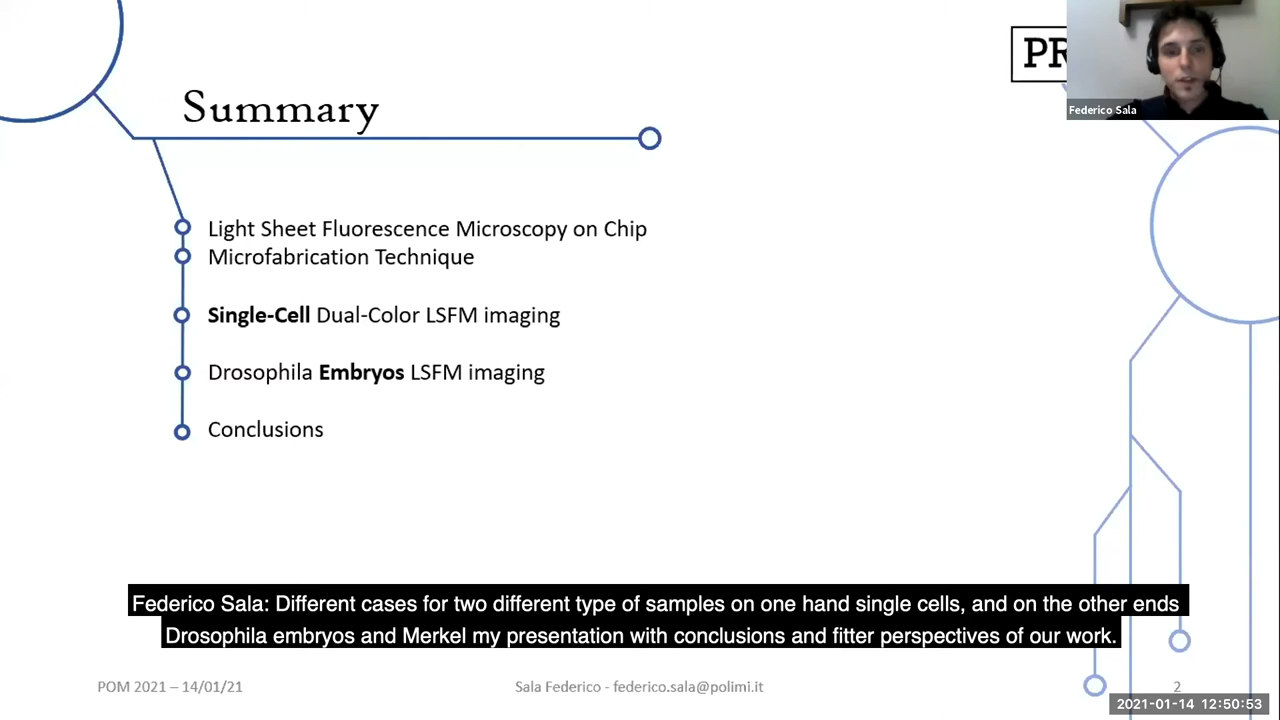 PR
Federico Sala
Summary
Light Sheet Fluorescence Microscopy on Chip
Microfabrication Technique
Single-Cell Dual-Color LSFM imaging
Drosophila Embryos LSFM imaging
Conclusions
Federico Sala: Different cases for two different type of samples on one hand single cells, and on the other ends
Drosophila embryos and Merkel my presentation with conclusions and fitter perspectives of our work.
POM 2021 – 14/01/21
Sala Federico - federico.sala@polimi.it
2
2021-01-14 12:50:53